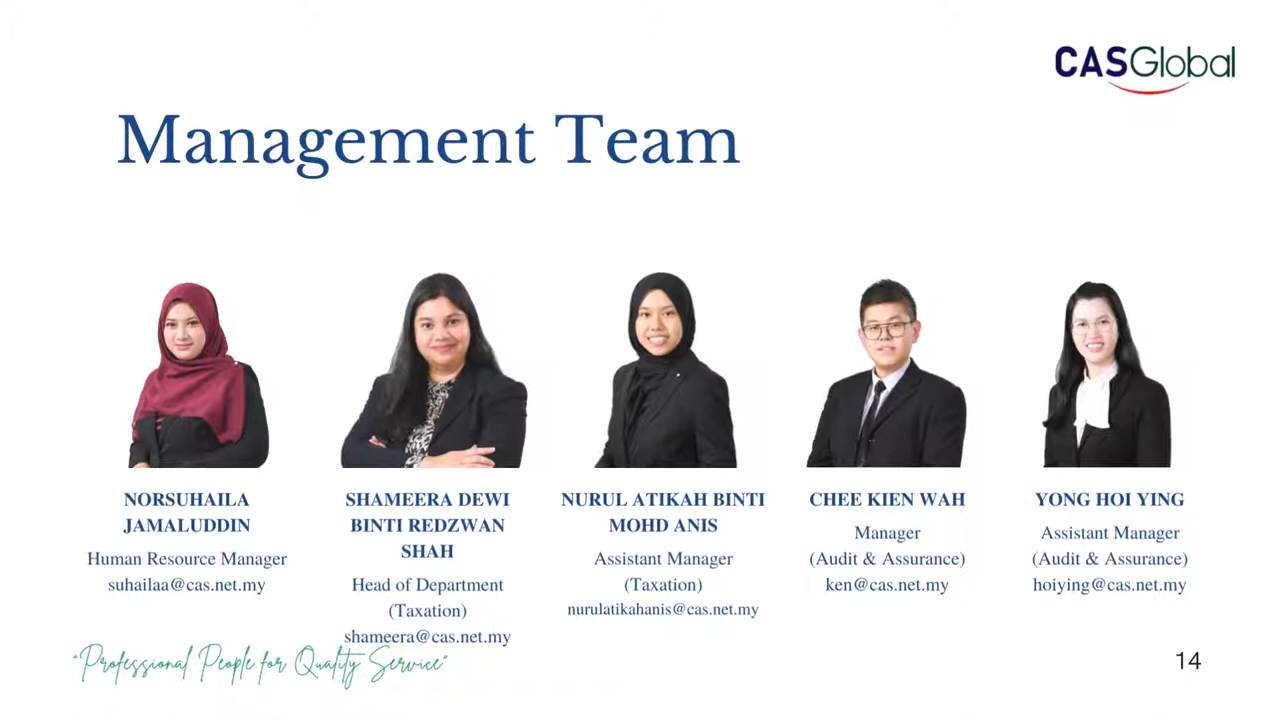 CASGlobal
Management Team
NORSUHAILA
JAMALUDDIN
Human Resource Manager
suhailaa@cas.net.my
SHAMEERA DEWI
BINTI REDZWAN
SHAH
Head of Department
(Taxation)
shameera@cas.net.my
NURUL ATIKAH BINTI
MOHD ANIS
Assistant Manager
(Taxation)
nurulatikahanis@cas.net.my
CHEE KIEN WAH
Manager
(Audit & Assurance)
ken@cas.net.my
YONG HOI YING
Assistant Manager
(Audit & Assurance)
hoiying@cas.net.my
"Professional People for Quality Service"
14